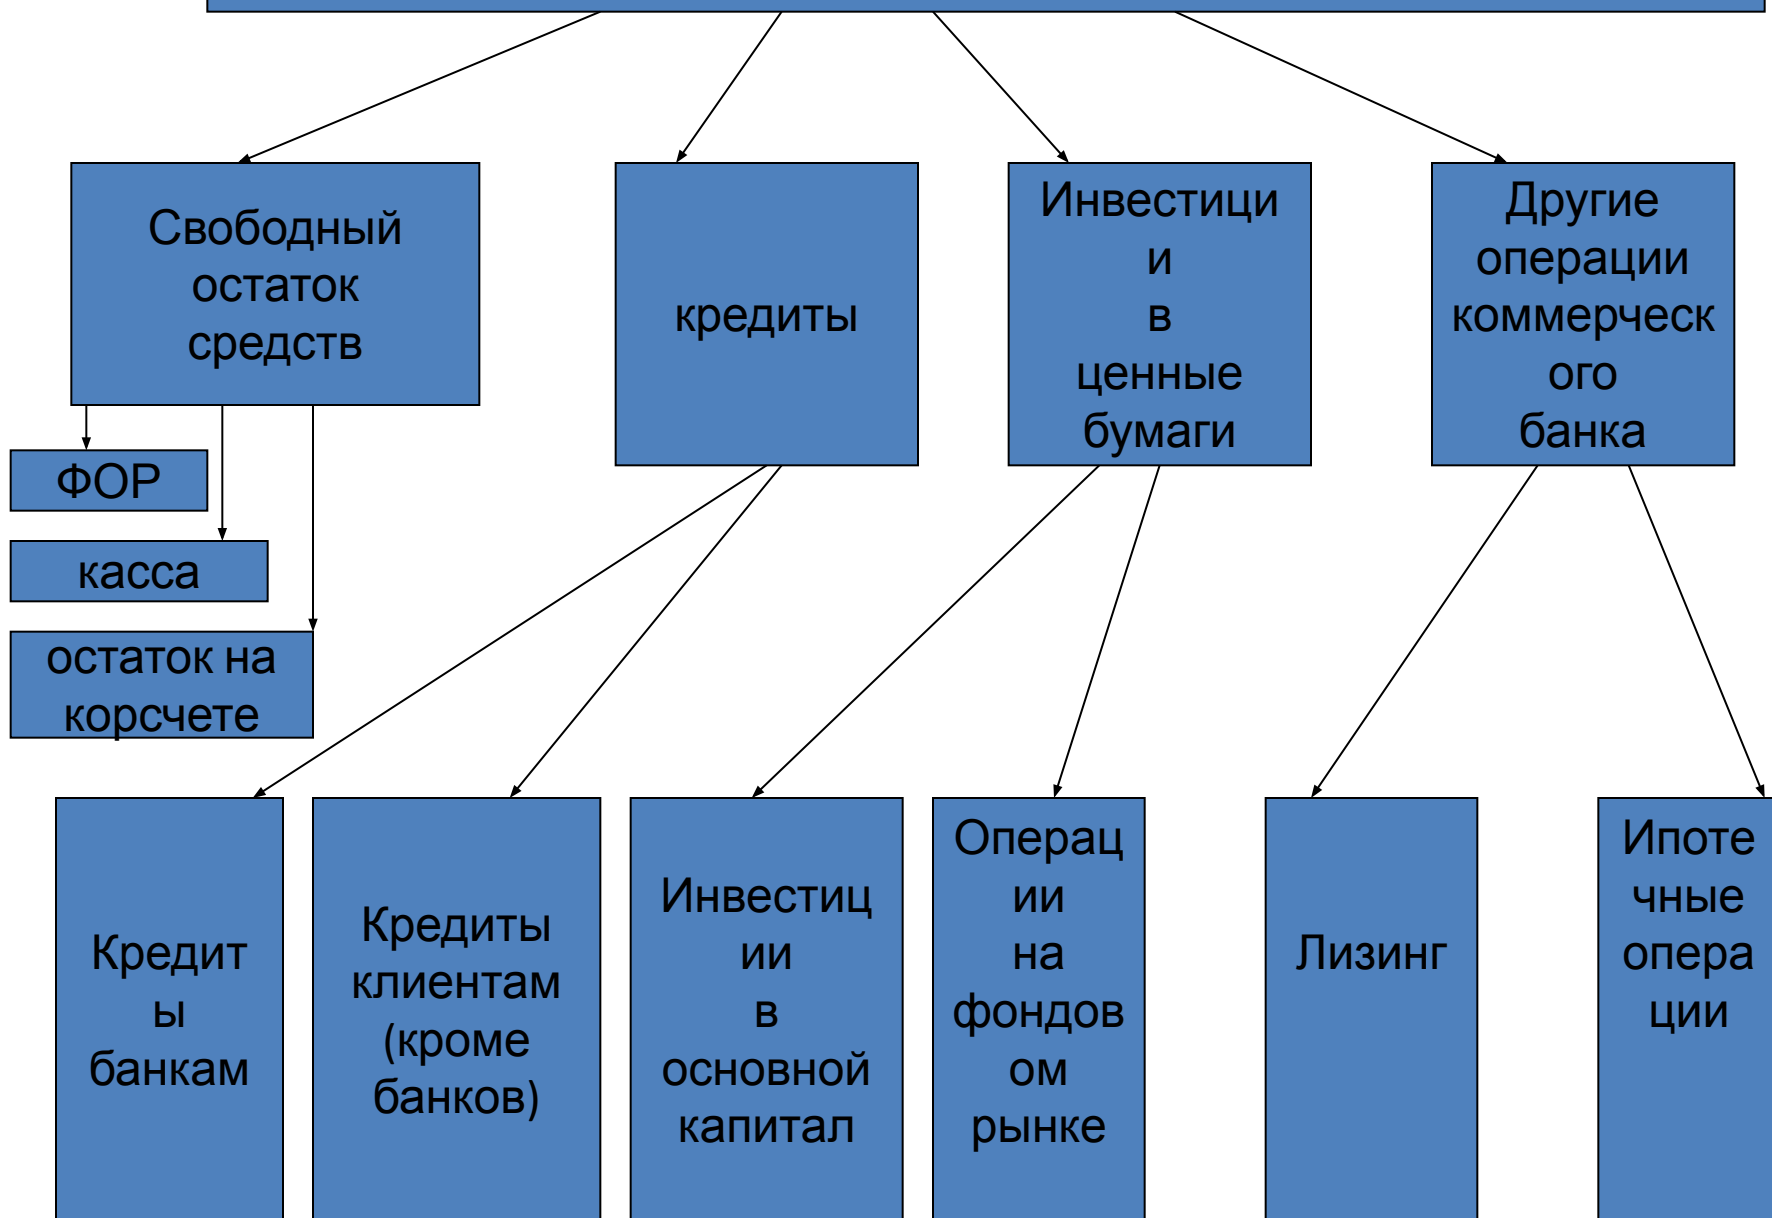 Свободный
остаток
средств
кредиты
Инвестици
и
в
ценные
бумаги
Другие
операции
коммерческ
ого
банка
ФОР
касса
остаток на
корсчете
Кредит
ы
банкам
Кредиты
клиентам
(кроме
банков)
Инвестиц
ии
в
основной
капитал
Операц
ии
на
фондов
ом
рынке
Лизинг
Ипоте
чные
опера
ции